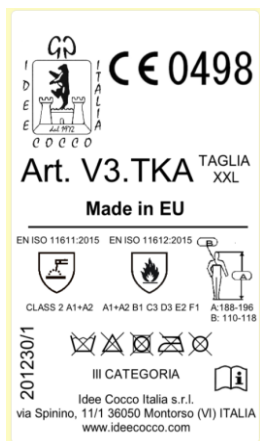 GP
IDEE
ITALIA
dal 1972
COCCO
CE 0498
Art. V3.TKA TAGLIA XXL
Made in EU
EN ISO 11611:2015 EN ISO 11612:2015
B
A
CLASS 2 A1+A2 A1+A2 B1 C3 D3 E2 F1 A:188-196
B: 110-118
201230/1
III CATEGORIA
i
Idee Cocco Italia s.r.l.
via Spinino, 11/1 36050 Montorso (VI) ITALIA
www.ideecocco.com